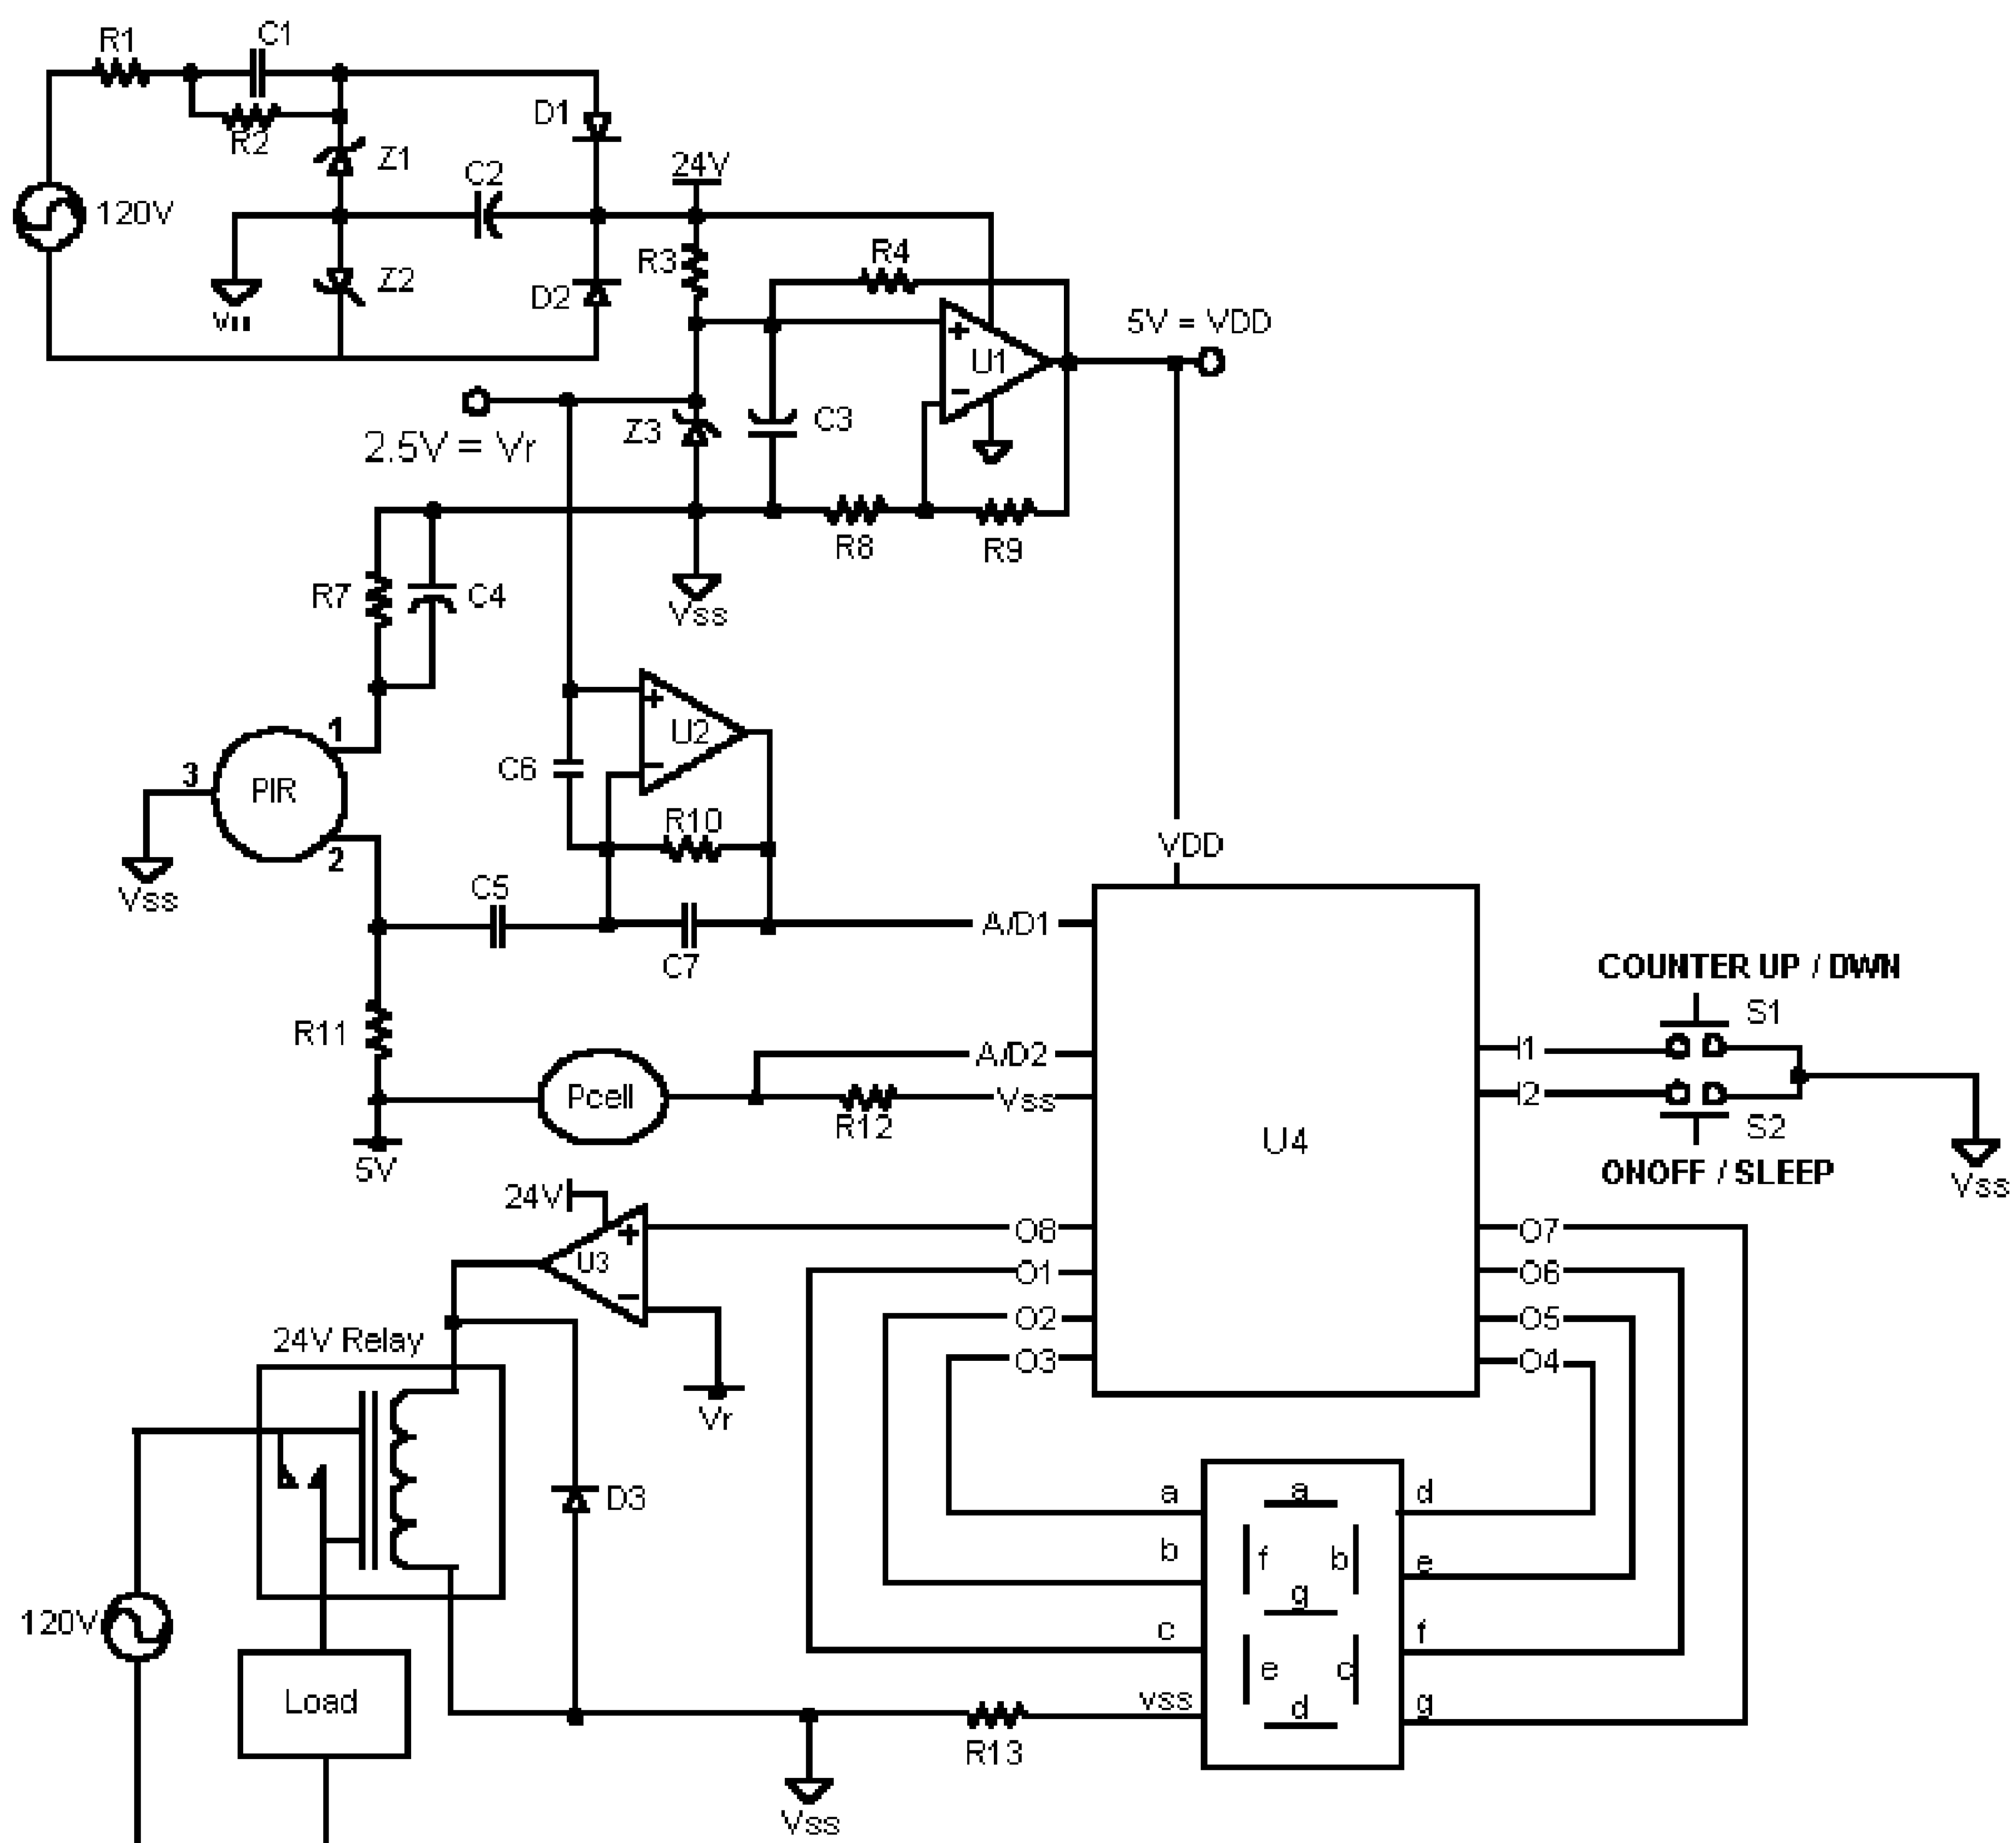 R1
C1
R2
Z1
120V
Z2
C2
D1
D2
24V
R3
R4
+
U1
-
5V = VDD
2.5V = Vr
Z3
C3
R8
R9
Vss
R7
C4
1
3
PIR
2
Vss
+
U2
-
C6
R10
C5
C7
VDD
A/D1
R11
5V
Pcell
A/D2
R12
Vss
U4
COUNTER UP / DWN
S1
I1
I2
S2
ONOFF / SLEEP
Vss
24V
+
U3
-
Vr
O8
O1
O2
O3
O7
O6
O5
O4
24V Relay
D3
120V
Load
a
b
c
vss
a
f
b
g
e
c
d
d
e
f
g
R13
Vss